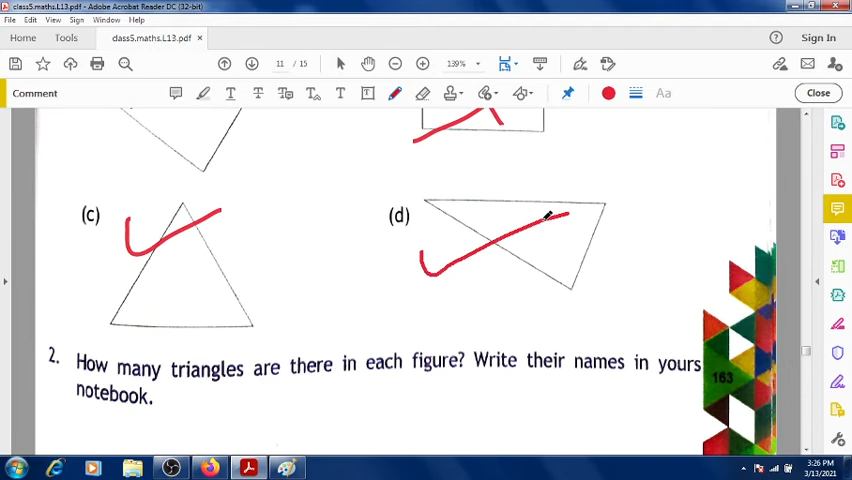 class5.maths.L13.pdf - Adobe Acrobat Reader DC (32-bit)
File Edit View Sign Window Help
Home Tools class5.maths.L13.pdf × Sign In
11 / 15 139%
Comment Aa Close
(c) (d)
2. How many triangles are there in each figure? Write their names in yours
notebook.
163
3:26 PM
3/13/2021